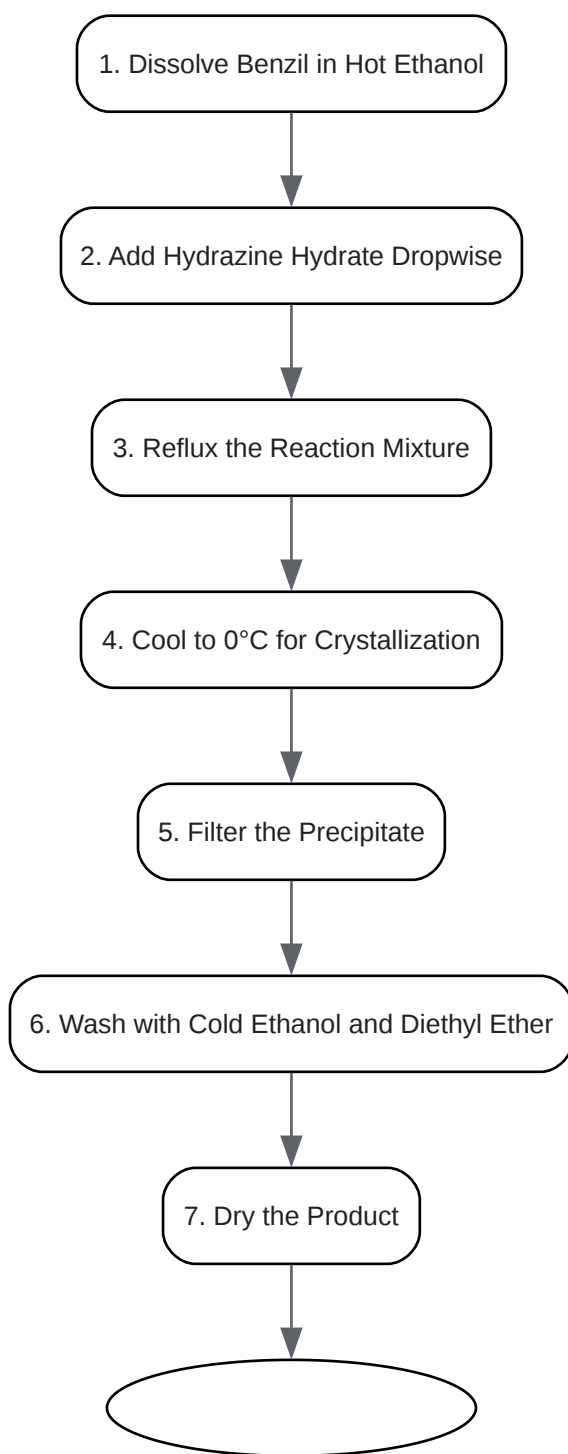 1. Dissolve Benzil in Hot Ethanol
2. Add Hydrazine Hydrate Dropwise
3. Reflux the Reaction Mixture
4. Cool to 0°C for Crystallization
5. Filter the Precipitate
6. Wash with Cold Ethanol and Diethyl Ether
7. Dry the Product